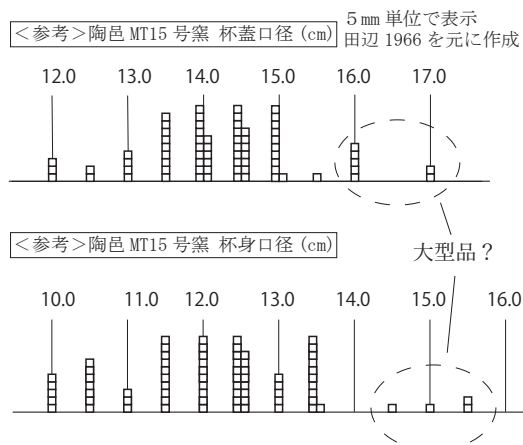 <参考>陶邑 MT15 号窯 杯蓋口径 (cm)
5㎜ 単位で表示
田辺 1966 を元に作成
12.0 13.0 14.0 15.0 16.0 17.0
<参考>陶邑 MT15 号窯 杯身口径 (cm)
大型品？
10.0 11.0 12.0 13.0 14.0 15.0 16.0